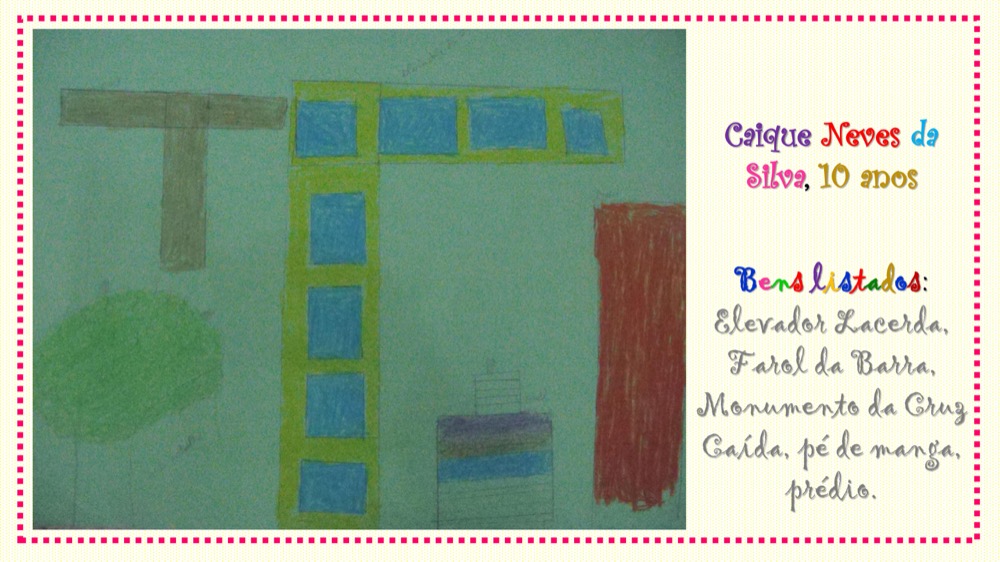 Caique Neves da
Silva, 10 anos
Bens listados:
Elevador Lacerda,
Farol da Barra,
Monumento da Cruz
Caída, pé de manga,
prédio.